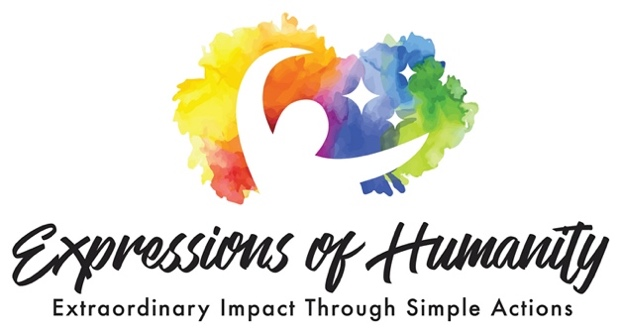 Expressions of Humanity
Extraordinary Impact Through Simple Actions